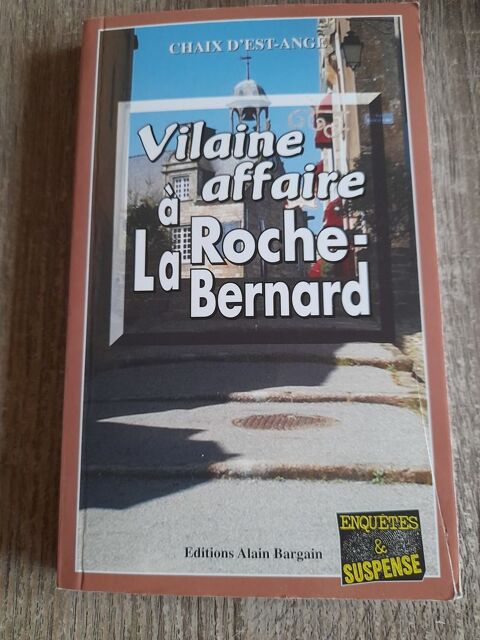 CHAIX D'EST-ANGE
Vilaine
affaire
à
La Roche-
Bernard
Editions Alain Bargain
ENQUÊTES
&
SUSPENSE